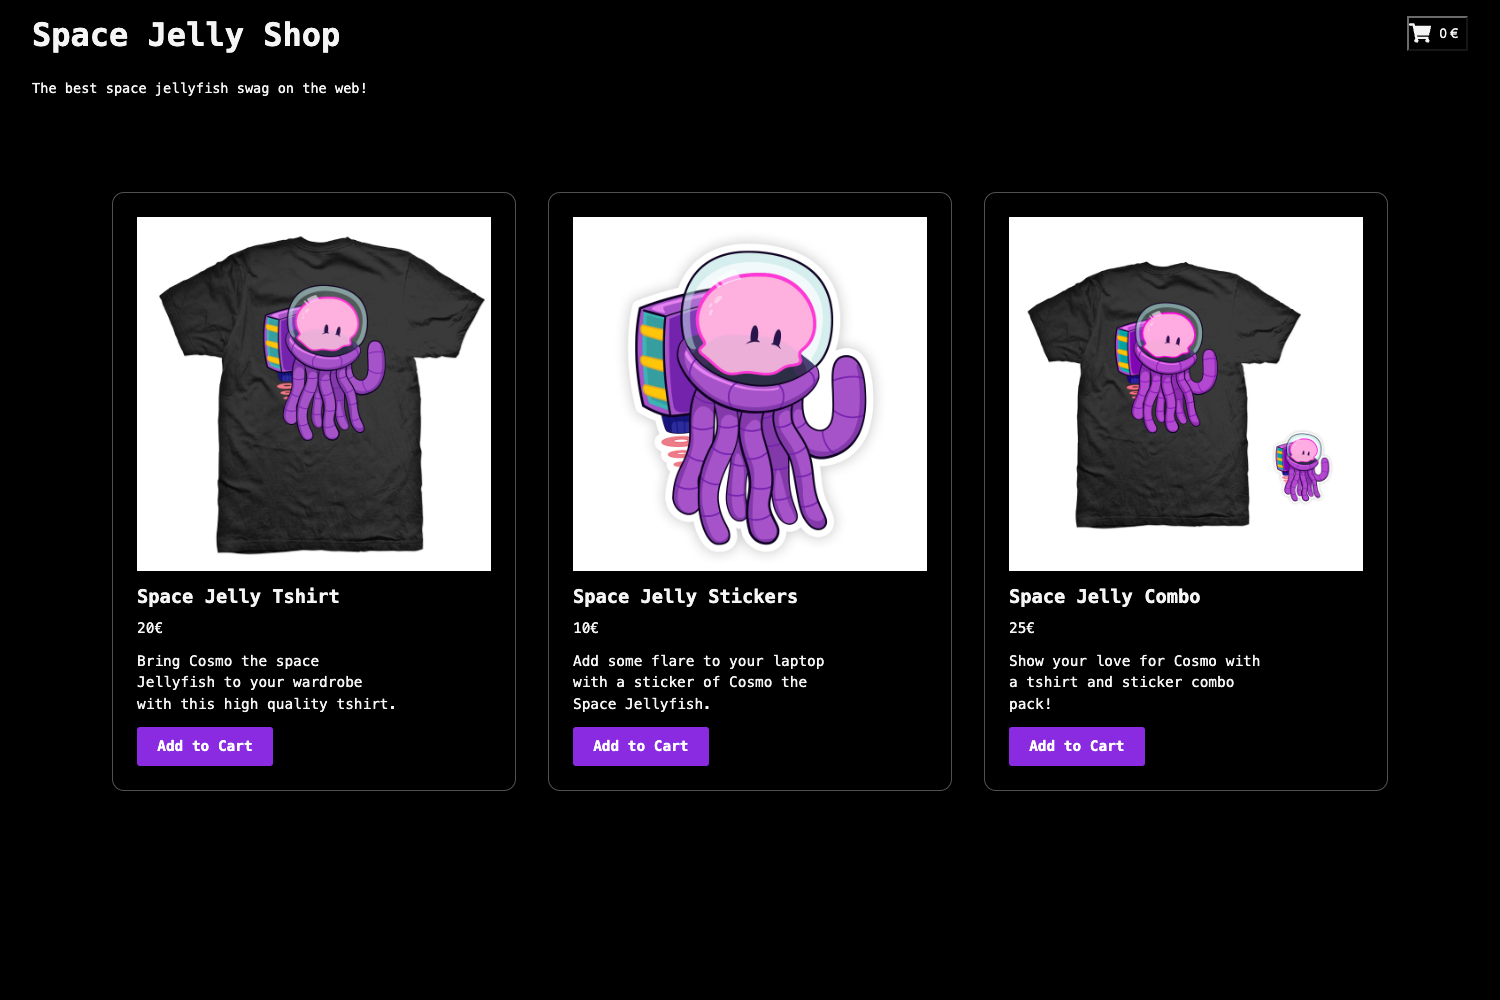 Space Jelly Shop
0€
The best space jellyfish swag on the web!
Space Jelly Tshirt
20€
Bring Cosmo the space
Jellyfish to your wardrobe
with this high quality tshirt.
Add to Cart
Space Jelly Stickers
10€
Add some flare to your laptop
with a sticker of Cosmo the
Space Jellyfish.
Add to Cart
Space Jelly Combo
25€
Show your love for Cosmo with
a tshirt and sticker combo
pack!
Add to Cart